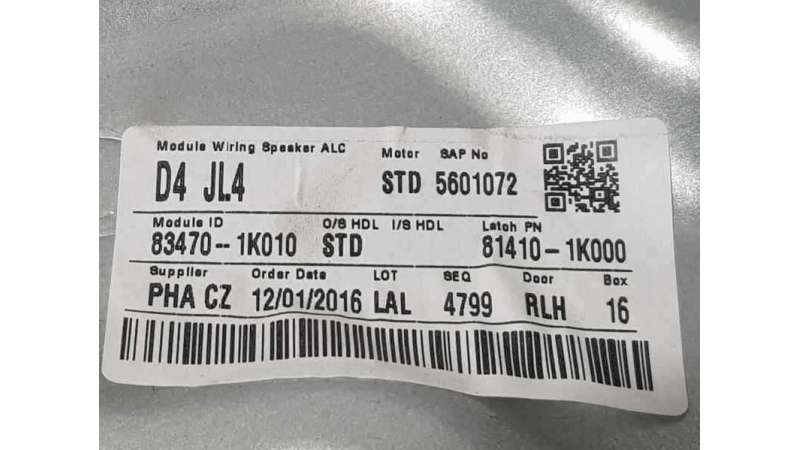 Module Wiring Speaker ALC Motor SAP No
D4 JL4 STD 5601072
Module ID O/S HDL I/S HDL Latch PN
83470-1K010 STD 81410-1K000
Supplier Order Date LOT SEQ Door Box
PHA CZ 12/01/2016 LAL 4799 RLH 16